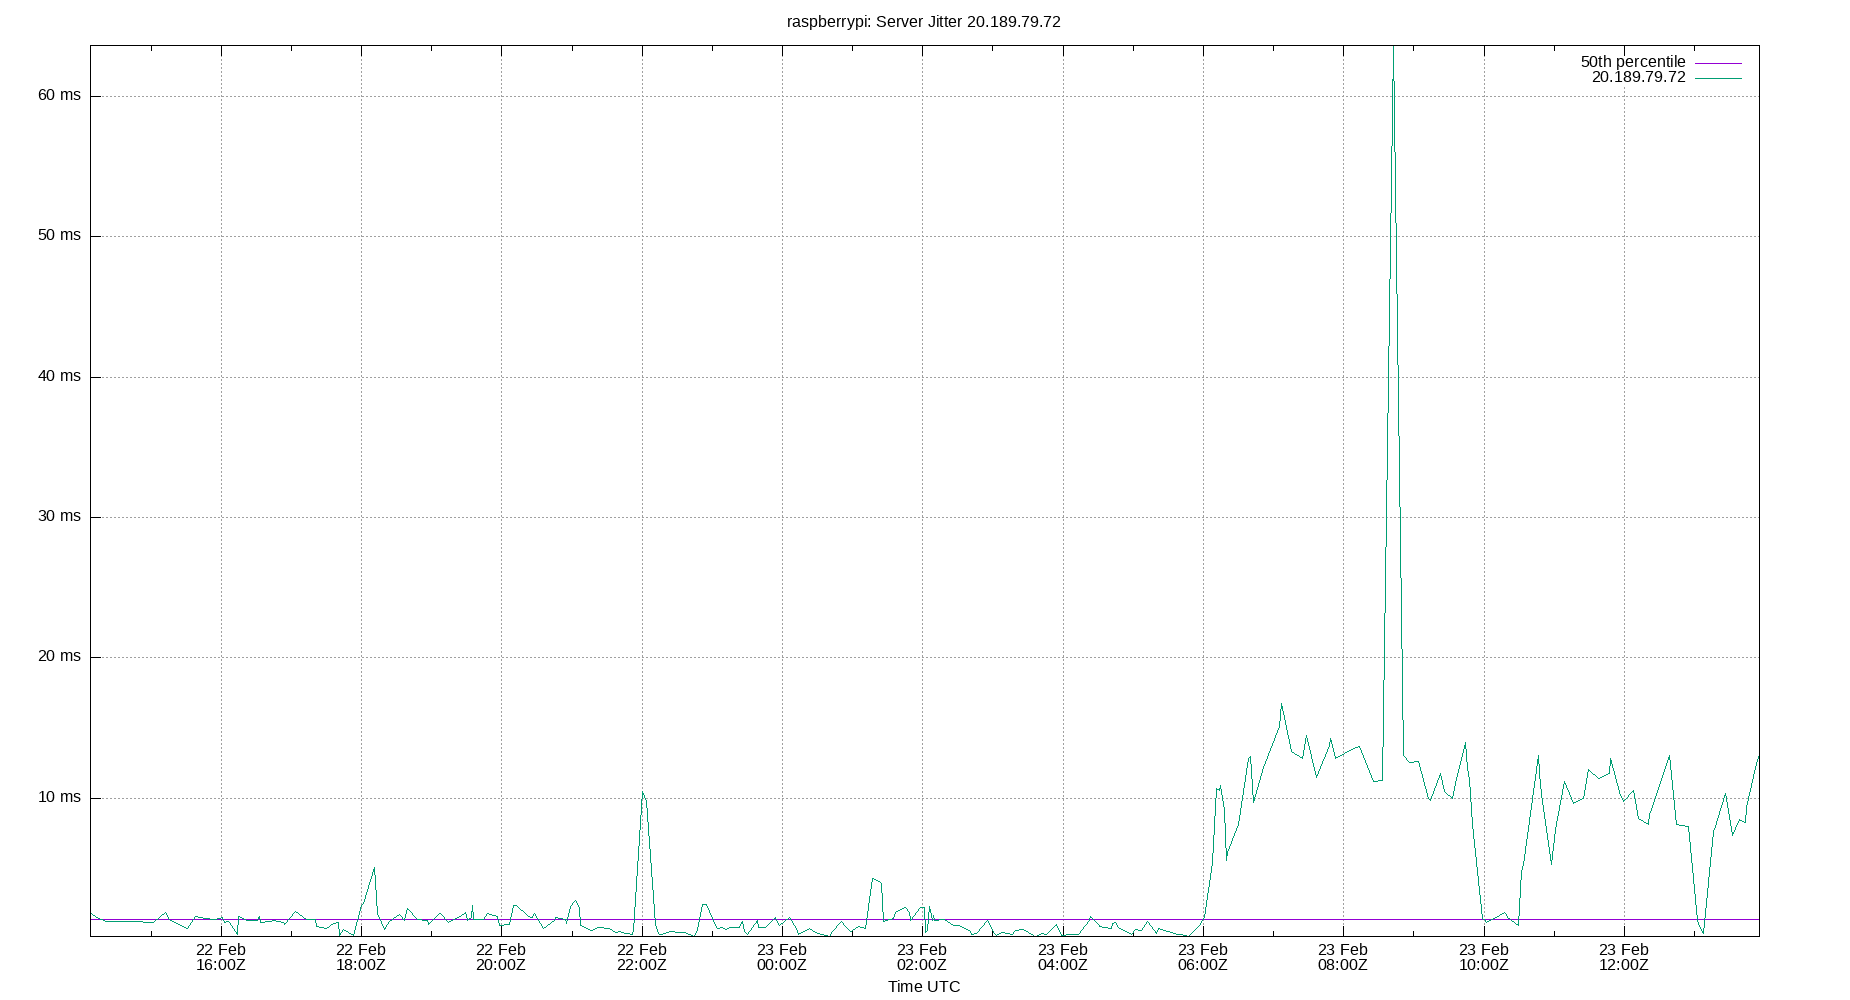 raspberrypi: Server Jitter 20.189.79.72
50th percentile
20.189.79.72
60 ms
50 ms
40 ms
30 ms
20 ms
10 ms
22 Feb 22 Feb 22 Feb 22 Feb 23 Feb 23 Feb 23 Feb 23 Feb 23 Feb 23 Feb 23 Feb
16:00Z 18:00Z 20:00Z 22:00Z 00:00Z 02:00Z 04:00Z 06:00Z 08:00Z 10:00Z 12:00Z
Time UTC